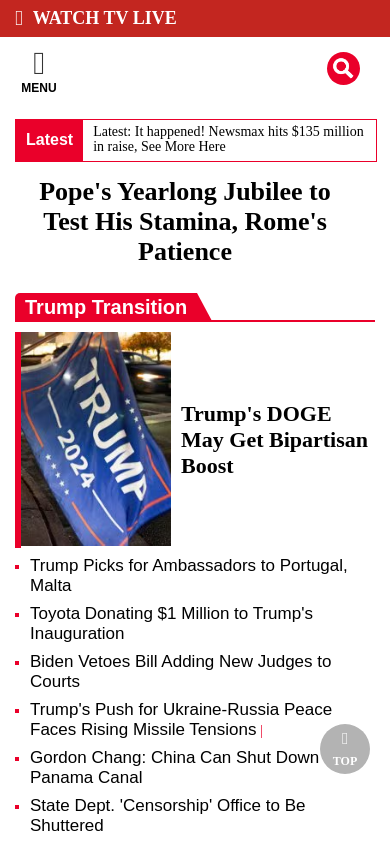 WATCH TV LIVE
MENU
Latest
Latest: It happened! Newsmax hits $135 million
in raise, See More Here
Pope's Yearlong Jubilee to
Test His Stamina, Rome's
Patience
Trump Transition
TRUMP
2024
Trump's DOGE
May Get Bipartisan
Boost
Trump Picks for Ambassadors to Portugal,
Malta
Toyota Donating $1 Million to Trump's
Inauguration
Biden Vetoes Bill Adding New Judges to
Courts
Trump's Push for Ukraine-Russia Peace
Faces Rising Missile Tensions |
Gordon Chang: China Can Shut Down
Panama Canal
TOP
State Dept. 'Censorship' Office to Be
Shuttered